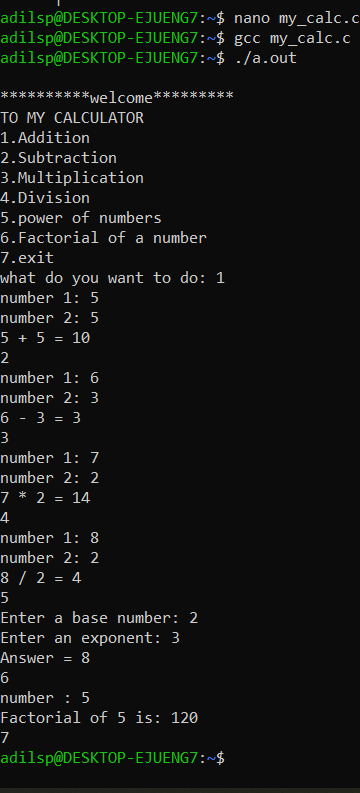 adilsp@DESKTOP-EJUENG7:~$ nano my_calc.c
adilsp@DESKTOP-EJUENG7:~$ gcc my_calc.c
adilsp@DESKTOP-EJUENG7:~$ ./a.out
**********welcome*********
TO MY CALCULATOR
1.Addition
2.Subtraction
3.Multiplication
4.Division
5.power of numbers
6.Factorial of a number
7.exit
what do you want to do: 1
number 1: 5
number 2: 5
5 + 5 = 10
2
number 1: 6
number 2: 3
6 - 3 = 3
3
number 1: 7
number 2: 2
7 * 2 = 14
4
number 1: 8
number 2: 2
8 / 2 = 4
5
Enter a base number: 2
Enter an exponent: 3
Answer = 8
6
number : 5
Factorial of 5 is: 120
7
adilsp@DESKTOP-EJUENG7:~$